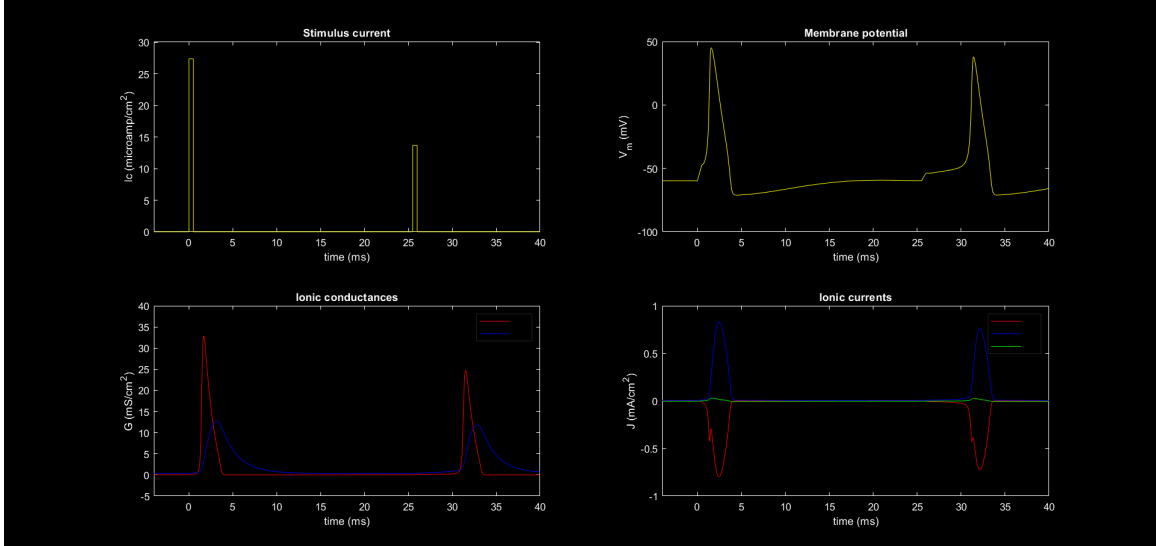 Stimulus current
30
25
20
15
10
5
0
Ic (microamp/cm²)
0 5 10 15 20 25 30 35 40
time (ms)
Membrane potential
50
0
-50
-100
V_m (mV)
0 5 10 15 20 25 30 35 40
time (ms)
Ionic conductances
40
35
30
25
20
15
10
5
0
-5
G (mS/cm²)
0 5 10 15 20 25 30 35 40
time (ms)
Ionic currents
1
0.5
0
-0.5
-1
J (mA/cm²)
0 5 10 15 20 25 30 35 40
time (ms)